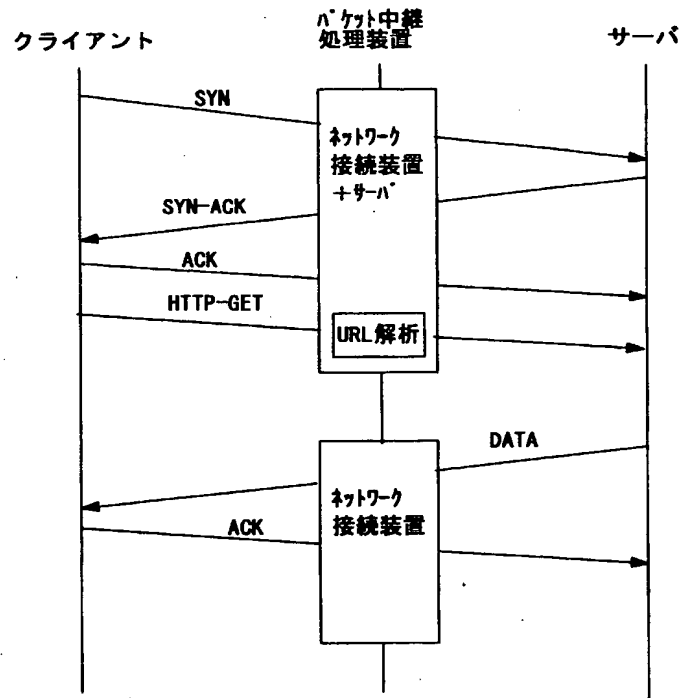 クライアント
パケット中継
処理装置
サーバ
SYN
ネットワーク
接続装置
+サーバ
SYN-ACK
ACK
HTTP-GET
URL解析
DATA
ネットワーク
接続装置
ACK